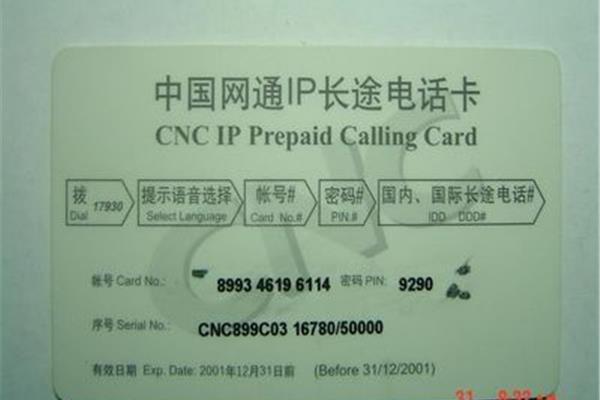 中国网通IP长途电话卡
CNC IP Prepaid Calling Card
拨 17930 提示语音选择 帐号# 密码# 国内、国际长途电话#
Dial Select Language Card No.# PIN.# IDD DDD#
CNC
帐号 Card No.: 8993 4619 6114 密码 PIN: 9290
序号 Serial No.: CNC899C03 16780/50000
有效日期 Exp. Date: 2001年12月31日前 (Before 31/12/2001)